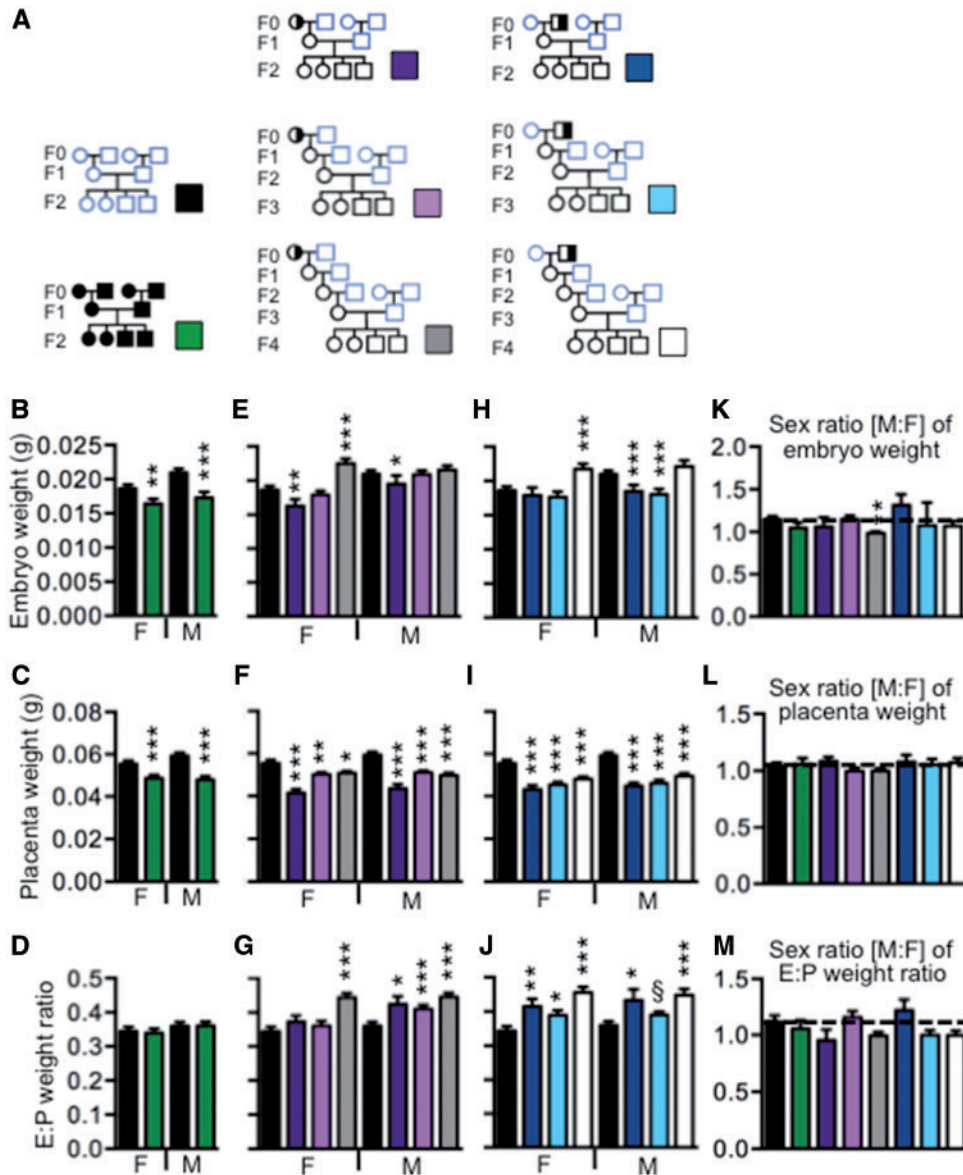 A
F0
F1
F2
F0
F1
F2
F0
F1
F2
F0
F1
F2
F3
F0
F1
F2
F3
F0
F1
F2
F0
F1
F2
F3
F4
F0
F1
F2
F3
F4
B
Embryo weight (g)
0.025
0.020
0.015
0.010
0.005
0.000
**
***
F
M
E
**
***
*
F
M
H
***
***
***
F
M
K
Sex ratio [M:F] of
embryo weight
2.0
1.5
1.0
0.5
0.0
**
C
Placenta weight (g)
0.08
0.06
0.04
0.02
0.00
***
***
F
M
F
***
**
*
***
***
***
F
M
I
***
***
***
***
***
***
F
M
L
Sex ratio [M:F] of
placenta weight
1.5
1.0
0.5
0.0
D
E:P weight ratio
0.5
0.4
0.3
0.2
0.1
0.0
F
M
G
***
*
***
***
F
M
J
**
*
***
*
§
***
F
M
M
Sex ratio [M:F] of
E:P weight ratio
1.5
1.0
0.5
0.0